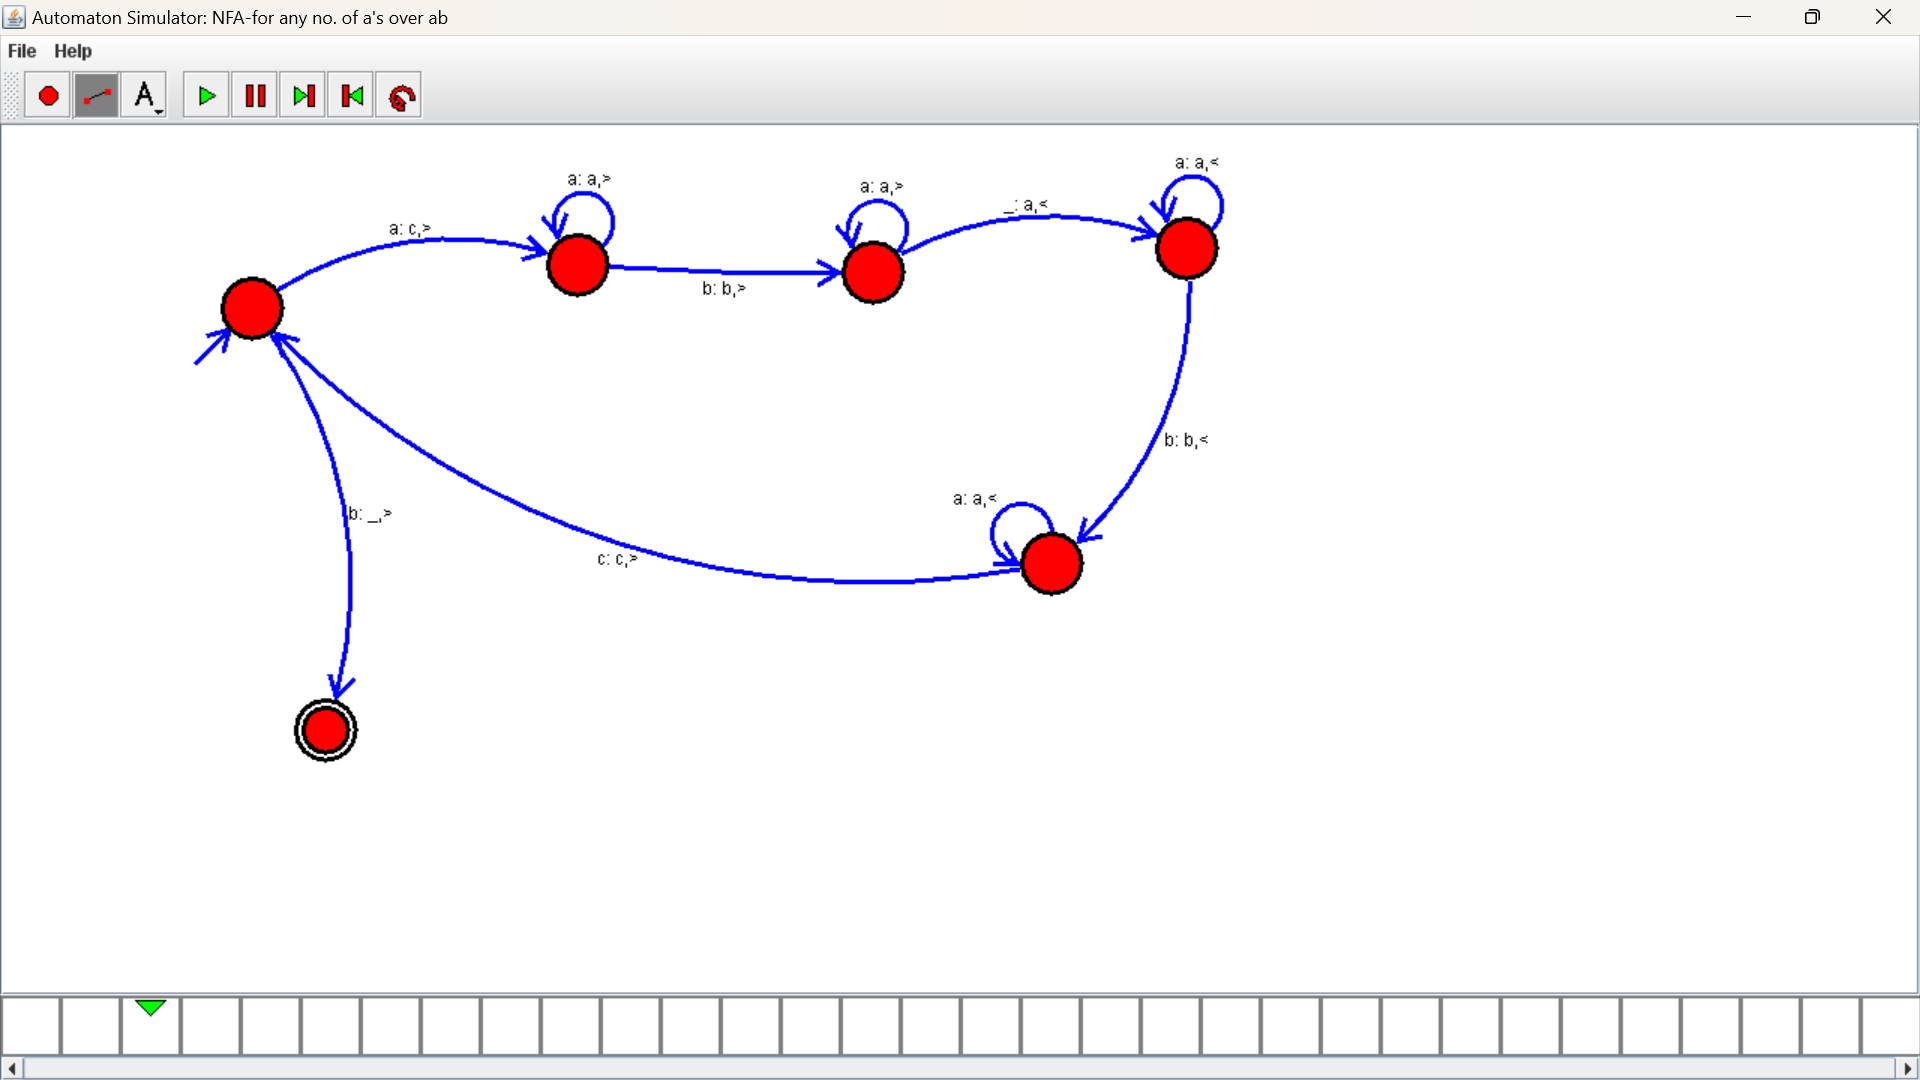 Automaton Simulator: NFA-for any no. of a's over ab
File Help
A
a: a,>
a: a,>
a: a,<
a: c,>
_: a,<
b: b,>
b: b,<
a: a,<
b: _,>
c: c,>